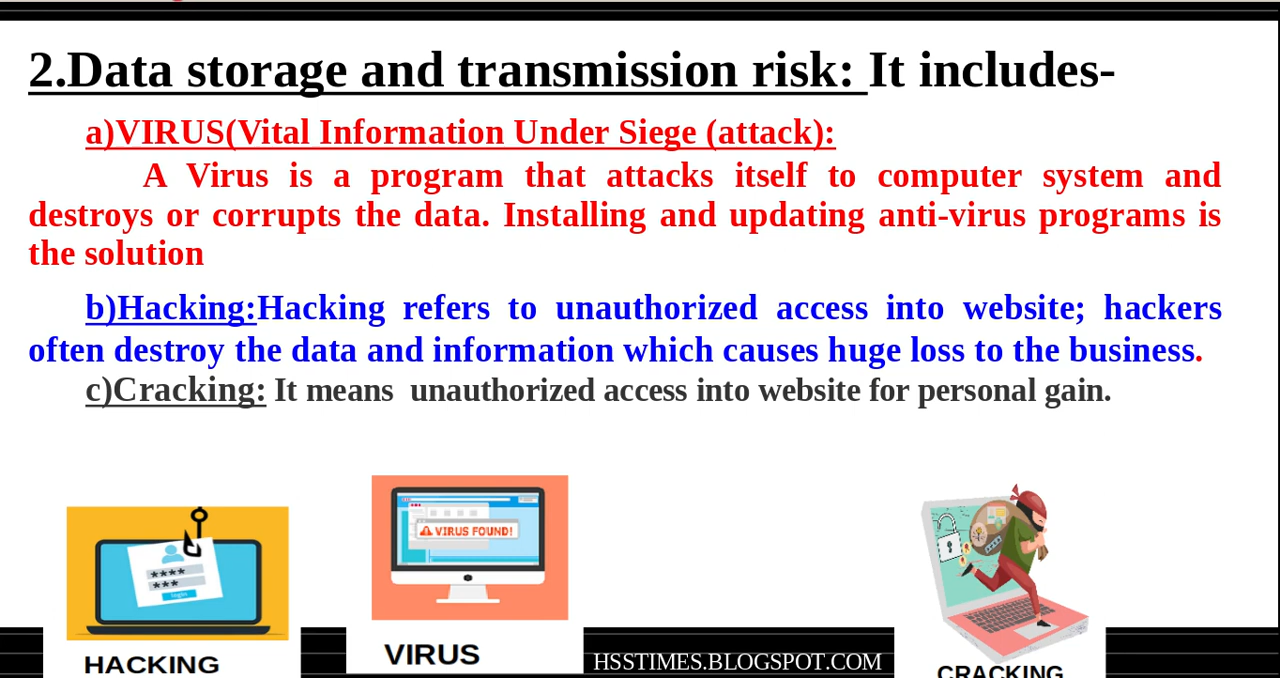 2.Data storage and transmission risk: It includes-
a)VIRUS(Vital Information Under Siege (attack):
A Virus is a program that attacks itself to computer system and
destroys or corrupts the data. Installing and updating anti-virus programs is
the solution
b)Hacking:Hacking refers to unauthorized access into website; hackers
often destroy the data and information which causes huge loss to the business.
c)Cracking: It means unauthorized access into website for personal gain.
****
***
login
VIRUS FOUND!
HACKING
VIRUS
HSSTIMES.BLOGSPOT.COM
CRACKING